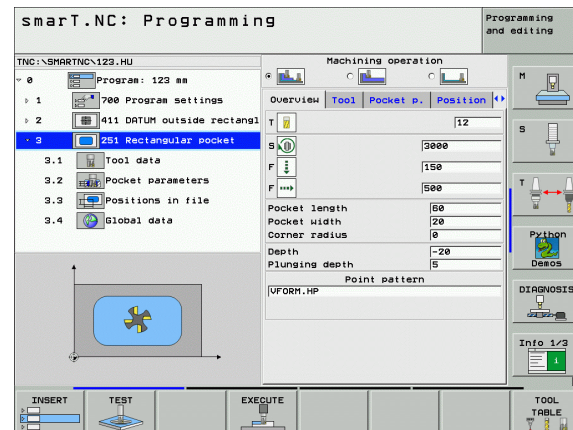 smarT.NC: Programming
Programming
and editing
TNC:\SMARTNC\123.HU
Machining operation
0 Program: 123 mm
1 700 Program settings
2 411 DATUM outside rectangl
3 251 Rectangular pocket
3.1 Tool data
3.2 Pocket parameters
3.3 Positions in file
3.4 Global data
Overview Tool Pocket p. Position
T 12
S 3000
F 150
F 500
Pocket length 60
Pocket width 20
Corner radius 0
Depth -20
Plunging depth 5
Point pattern
VFORM.HP
M
S
T
Python
Demos
DIAGNOSIS
Info 1/3
INSERT
TEST
EXECUTE
TOOL
TABLE